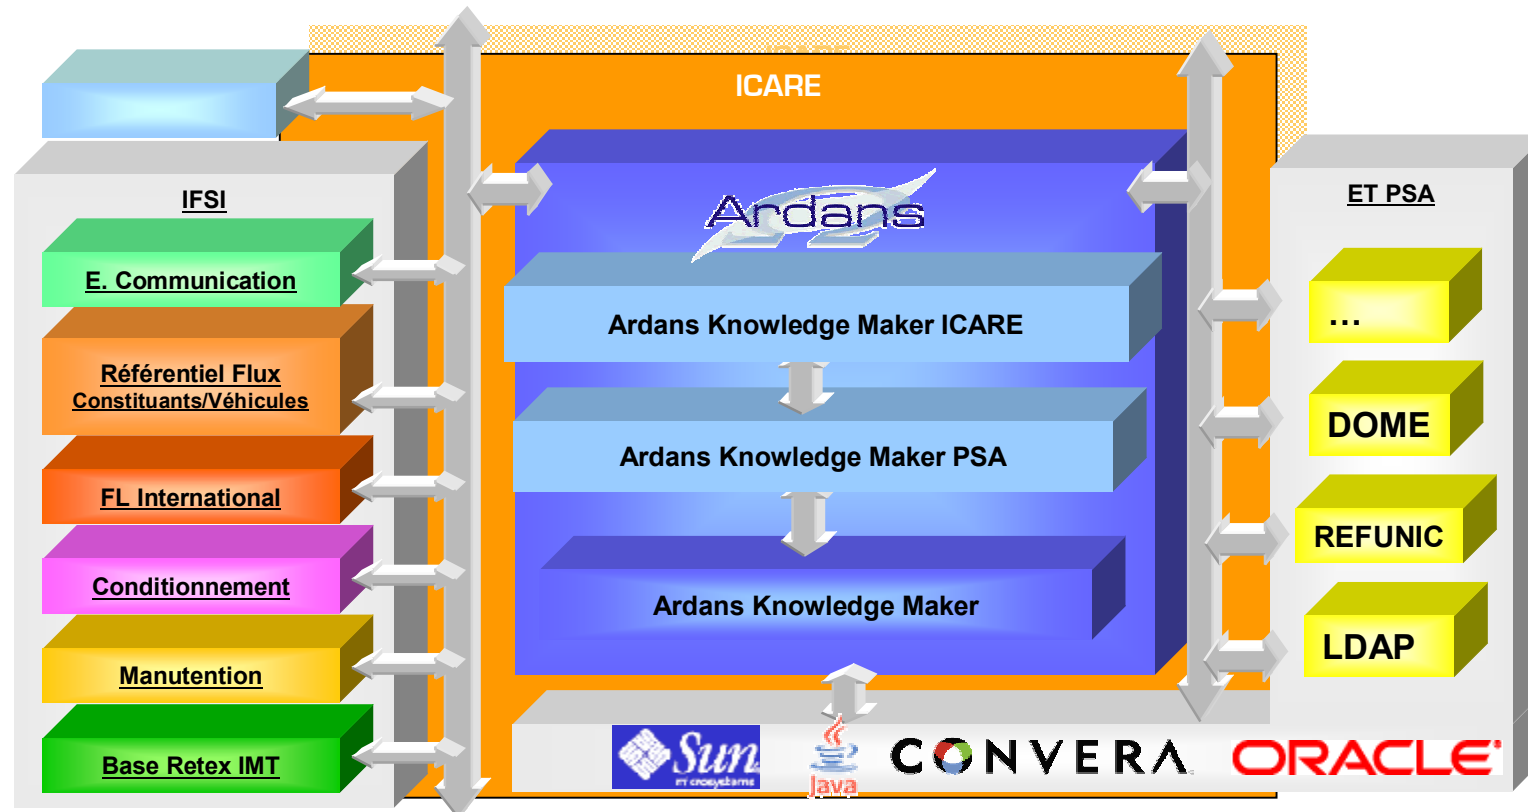 ICARE
IFSI
E. Communication
Référentiel Flux
Constituants/Véhicules
FL International
Conditionnement
Manutention
Base Retex IMT
Ardans
Ardans Knowledge Maker ICARE
Ardans Knowledge Maker PSA
Ardans Knowledge Maker
ET PSA
...
DOME
REFUNIC
LDAP
Sun
microsystems
Java
CONVERA
ORACLE